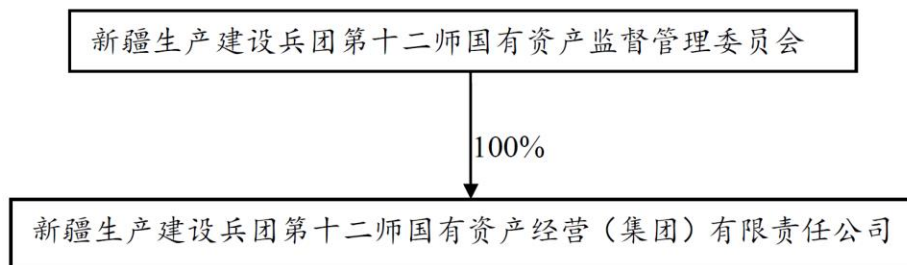 新疆生产建设兵团第十二师国有资产监督管理委员会
100%
新疆生产建设兵团第十二师国有资产经营（集团）有限责任公司